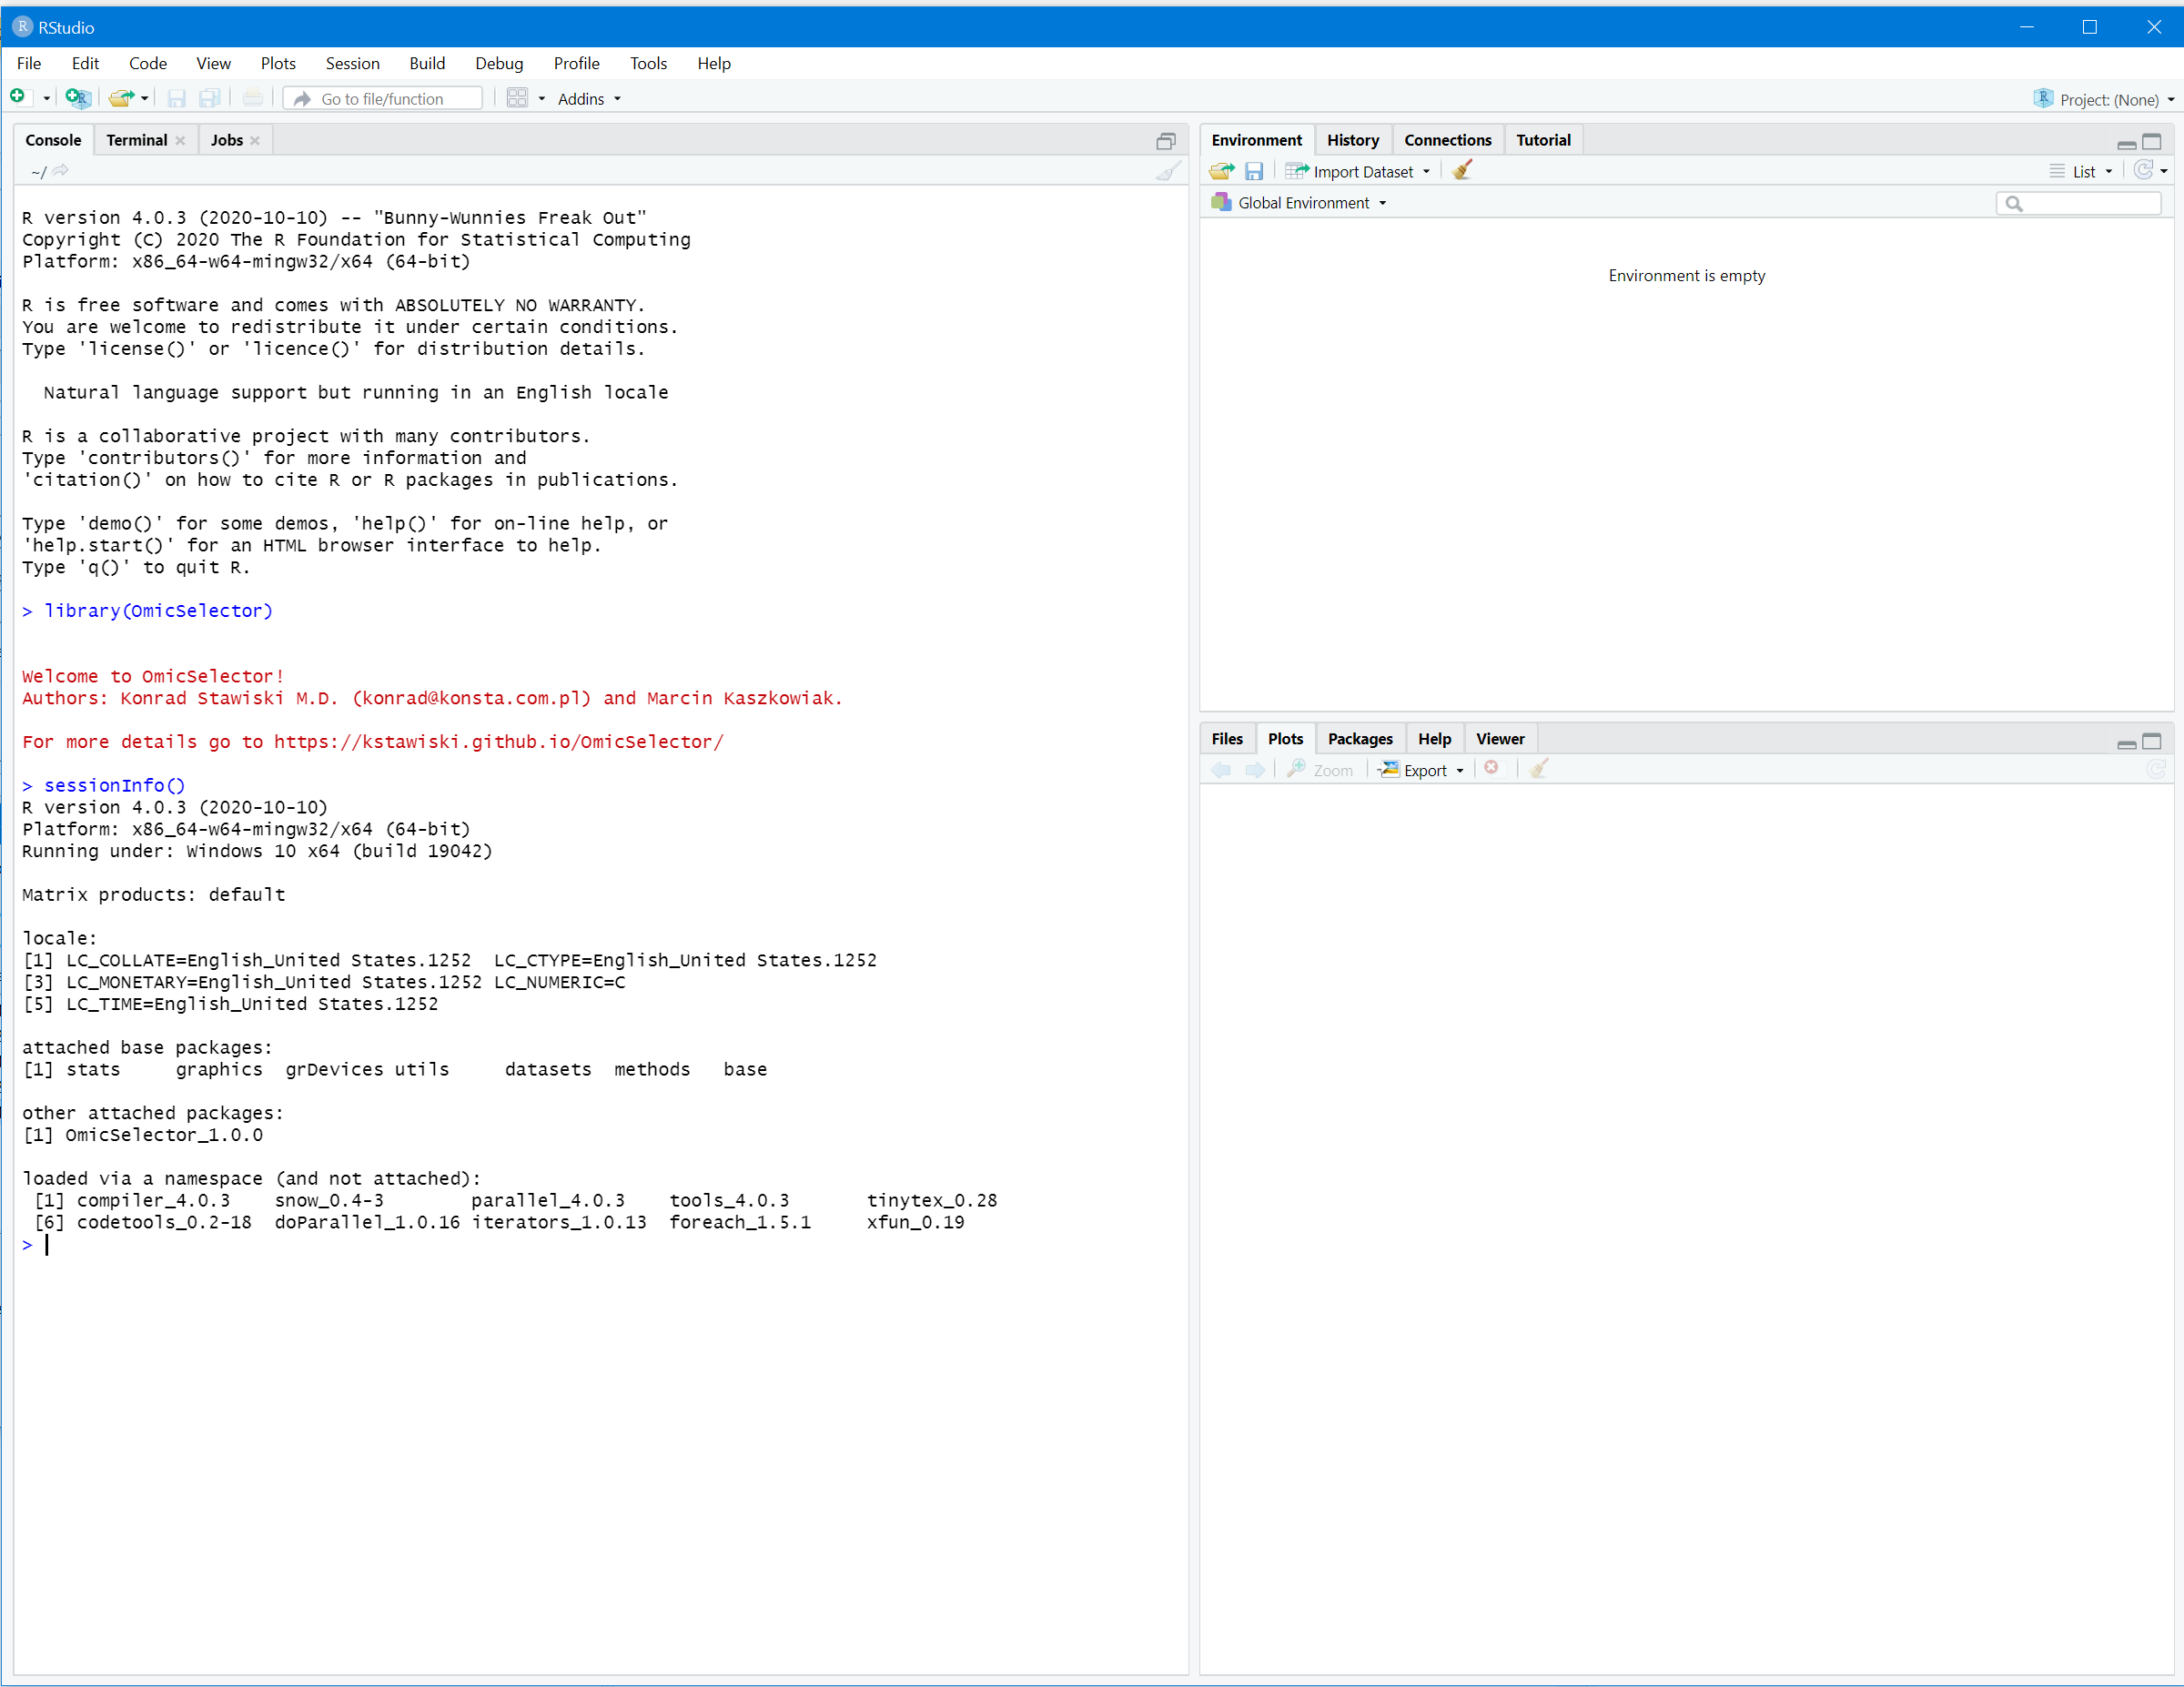 RStudio
File Edit Code View Plots Session Build Debug Profile Tools Help
Go to file/function Addins Project: (None)
Console Terminal Jobs
~/
R version 4.0.3 (2020-10-10) -- "Bunny-Wunnies Freak Out"
Copyright (C) 2020 The R Foundation for Statistical Computing
Platform: x86_64-w64-mingw32/x64 (64-bit)
R is free software and comes with ABSOLUTELY NO WARRANTY.
You are welcome to redistribute it under certain conditions.
Type 'license()' or 'licence()' for distribution details.
Natural language support but running in an English locale
R is a collaborative project with many contributors.
Type 'contributors()' for more information and
'citation()' on how to cite R or R packages in publications.
Type 'demo()' for some demos, 'help()' for on-line help, or
'help.start()' for an HTML browser interface to help.
Type 'q()' to quit R.
> library(OmicSelector)
Welcome to OmicSelector!
Authors: Konrad Stawiski M.D. (konrad@konsta.com.pl) and Marcin Kaszkowiak.
For more details go to https://kstawiski.github.io/OmicSelector/
> sessionInfo()
R version 4.0.3 (2020-10-10)
Platform: x86_64-w64-mingw32/x64 (64-bit)
Running under: Windows 10 x64 (build 19042)
Matrix products: default
locale:
[1] LC_COLLATE=English_United States.1252  LC_CTYPE=English_United States.1252
[3] LC_MONETARY=English_United States.1252 LC_NUMERIC=C
[5] LC_TIME=English_United States.1252
attached base packages:
[1] stats     graphics  grDevices utils     datasets  methods   base
other attached packages:
[1] OmicSelector_1.0.0
loaded via a namespace (and not attached):
[1] compiler_4.0.3    snow_0.4-3        parallel_4.0.3    tools_4.0.3       tinytex_0.28
[6] codetools_0.2-18  doParallel_1.0.16 iterators_1.0.13  foreach_1.5.1     xfun_0.19
>
Environment History Connections Tutorial
Import Dataset List
Global Environment
Environment is empty
Files Plots Packages Help Viewer
Zoom Export